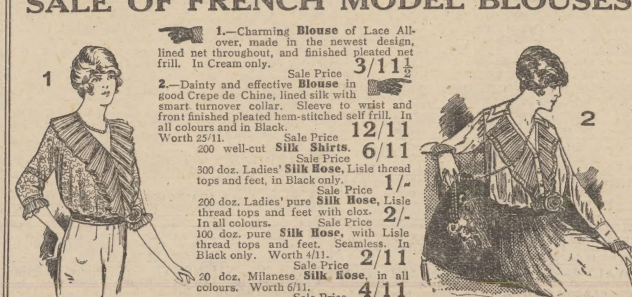 SALE OF FRENCH MODEL BLOUSES
1
1.—Charming Blouse of Lace All-
over, made in the newest design,
lined net throughout, and finished pleated net
frill. In Cream only.
Sale Price 3/11½
2.—Dainty and effective Blouse in
good Crepe de Chine, lined silk with
smart turnover collar. Sleeve to wrist and
front finished pleated hem-stitched self frill. In
all colours and in Black.
Worth 25/11. Sale Price 12/11
200 well-cut Silk Shirts.
Sale Price 6/11
300 doz. Ladies' Silk Hose, Lisle thread
tops and feet, in Black only.
Sale Price 1/-
200 doz. Ladies' pure Silk Hose, Lisle
thread tops and feet with clox.
In all colours. Sale Price 2/-
100 doz. pure Silk Hose, with Lisle
thread tops and feet. Seamless. In
Black only. Worth 4/11.
Sale Price 2/11
20 doz. Milanese Silk Hose, in all
colours. Worth 6/11.
Sale Price 4/11
2